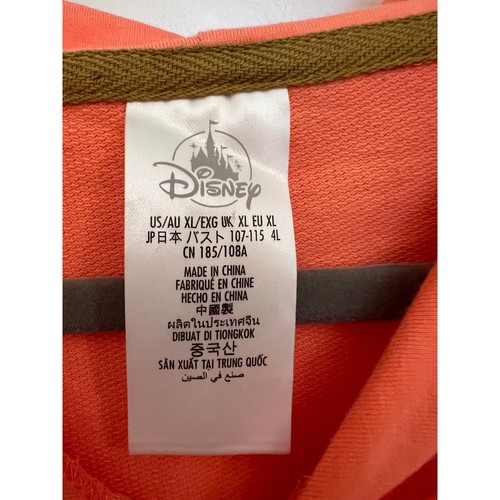 Disney
US/AU XL/EXG UK XL EU XL
JP日本 バスト 107-115 4L
CN 185/108A
MADE IN CHINA
FABRIQUÉ EN CHINE
HECHO EN CHINA
中國製
ผลิตในประเทศจีน
DIBUAT DI TIONGKOK
중국산
SẢN XUẤT TẠI TRUNG QUỐC
صنع في الصين